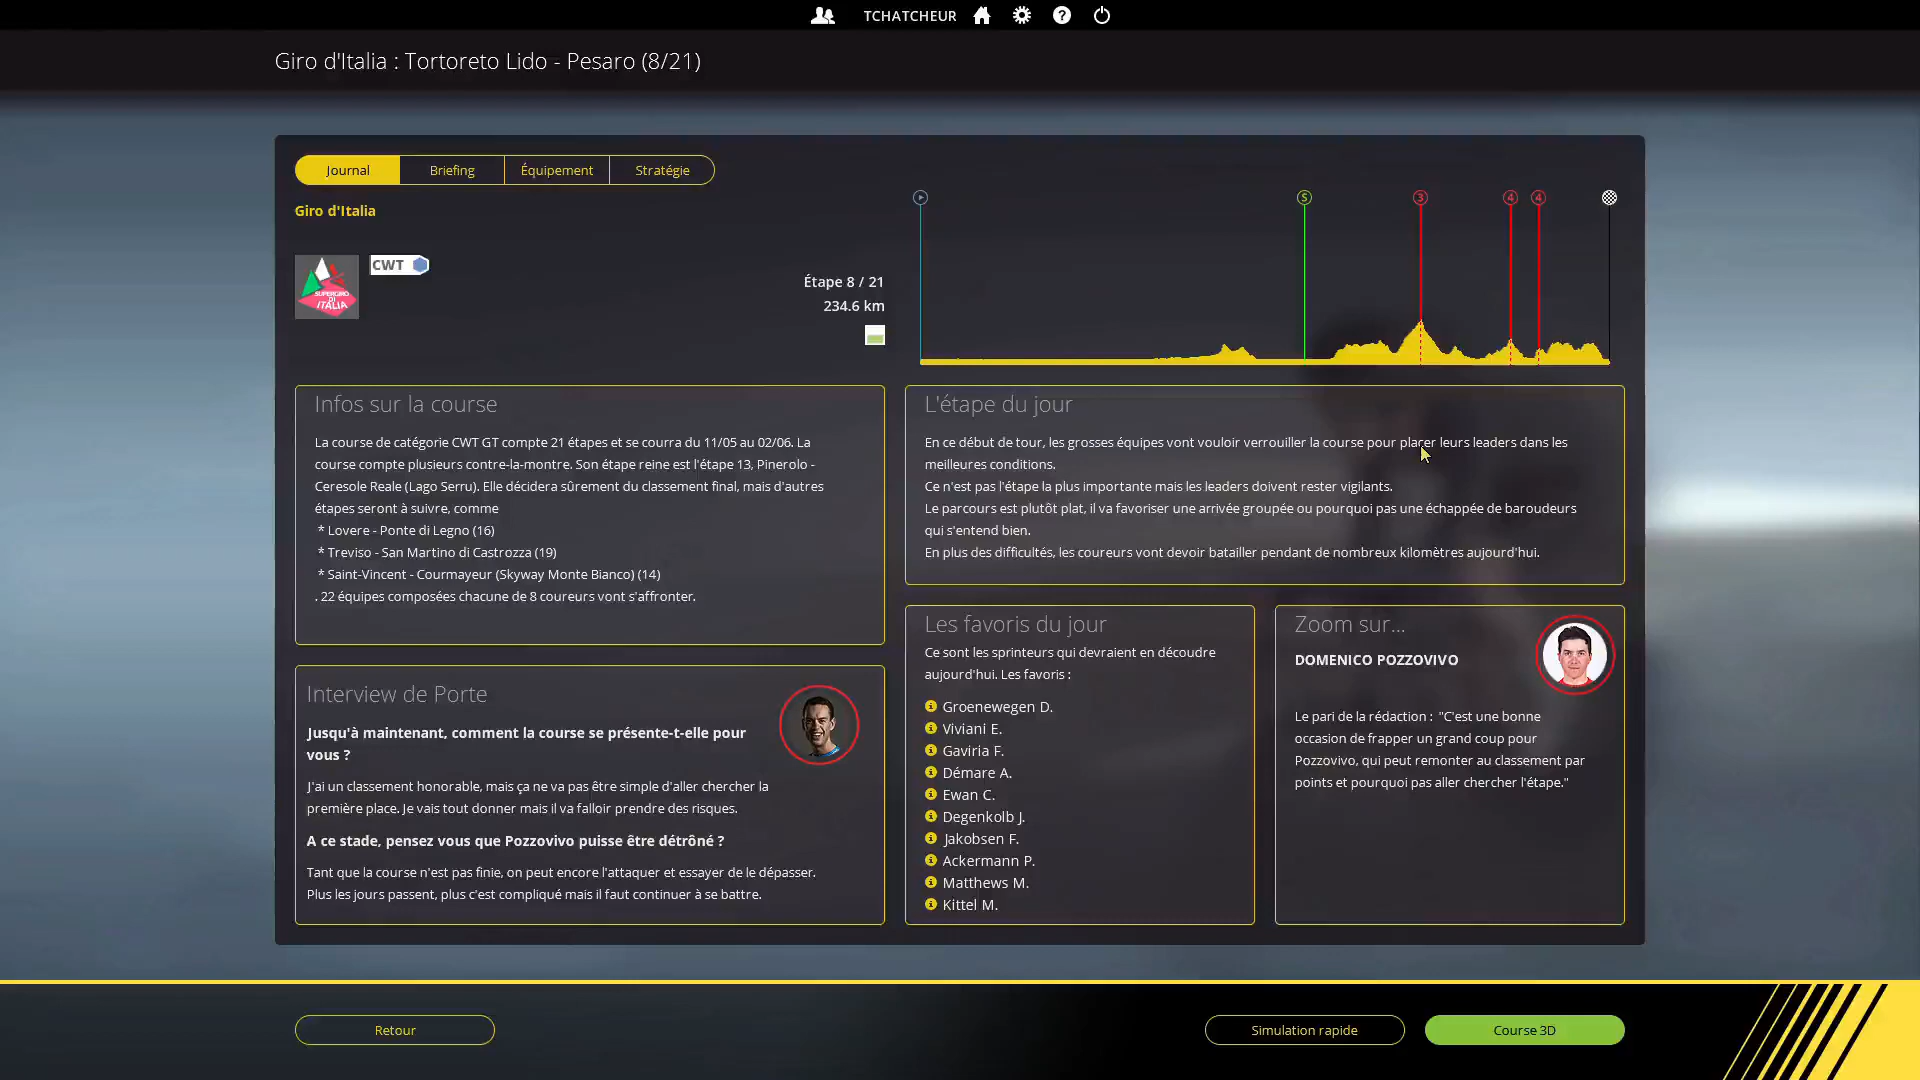 TCHATCHEUR
Giro d'Italia : Tortoreto Lido - Pesaro (8/21)
Journal
Briefing
Équipement
Stratégie
Giro d'Italia
SUPERGIRO
DI
ITALIA
CWT
Étape 8 / 21
234.6 km
S
3
4
4
Infos sur la course
La course de catégorie CWT GT compte 21 étapes et se courra du 11/05 au 02/06. La
course compte plusieurs contre-la-montre. Son étape reine est l'étape 13, Pinerolo -
Ceresole Reale (Lago Serru). Elle décidera sûrement du classement final, mais d'autres
étapes seront à suivre, comme
* Lovere - Ponte di Legno (16)
* Treviso - San Martino di Castrozza (19)
* Saint-Vincent - Courmayeur (Skyway Monte Bianco) (14)
. 22 équipes composées chacune de 8 coureurs vont s'affronter.
L'étape du jour
En ce début de tour, les grosses équipes vont vouloir verrouiller la course pour placer leurs leaders dans les
meilleures conditions.
Ce n'est pas l'étape la plus importante mais les leaders doivent rester vigilants.
Le parcours est plutôt plat, il va favoriser une arrivée groupée ou pourquoi pas une échappée de baroudeurs
qui s'entend bien.
En plus des difficultés, les coureurs vont devoir batailler pendant de nombreux kilomètres aujourd'hui.
Interview de Porte
Jusqu'à maintenant, comment la course se présente-t-elle pour
vous ?
J'ai un classement honorable, mais ça ne va pas être simple d'aller chercher la
première place. Je vais tout donner mais il va falloir prendre des risques.
A ce stade, pensez vous que Pozzovivo puisse être détrôné ?
Tant que la course n'est pas finie, on peut encore l'attaquer et essayer de le dépasser.
Plus les jours passent, plus c'est compliqué mais il faut continuer à se battre.
Les favoris du jour
Ce sont les sprinteurs qui devraient en découdre
aujourd'hui. Les favoris :
Groenewegen D.
Viviani E.
Gaviria F.
Démare A.
Ewan C.
Degenkolb J.
Jakobsen F.
Ackermann P.
Matthews M.
Kittel M.
Zoom sur...
DOMENICO POZZOVIVO
Le pari de la rédaction : "C'est une bonne
occasion de frapper un grand coup pour
Pozzovivo, qui peut remonter au classement par
points et pourquoi pas aller chercher l'étape."
Retour
Simulation rapide
Course 3D